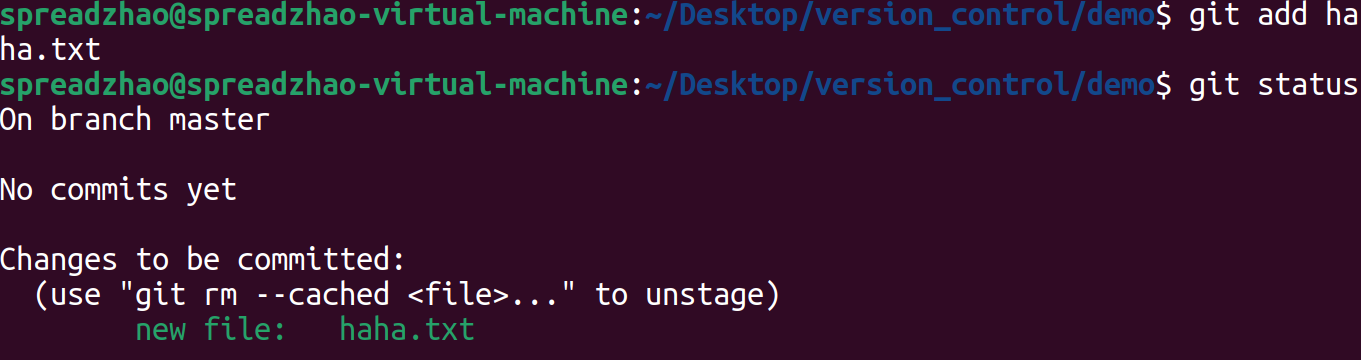 spreadzhao@spreadzhao-virtual-machine:~/Desktop/version_control/demo$ git add ha
ha.txt
spreadzhao@spreadzhao-virtual-machine:~/Desktop/version_control/demo$ git status
On branch master
No commits yet
Changes to be committed:
  (use "git rm --cached <file>..." to unstage)
        new file:   haha.txt